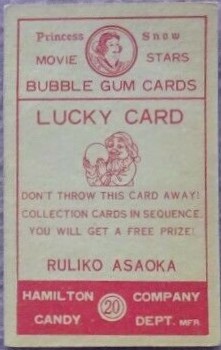 Princess Snow
MOVIE STARS
BUBBLE GUM CARDS
LUCKY CARD
DON'T THROW THIS CARD AWAY!
COLLECTION CARDS IN SEQUENCE.
YOU WILL GET A FREE PRIZE!
RULIKO ASAOKA
HAMILTON 20 COMPANY
CANDY DEPT. MFR.